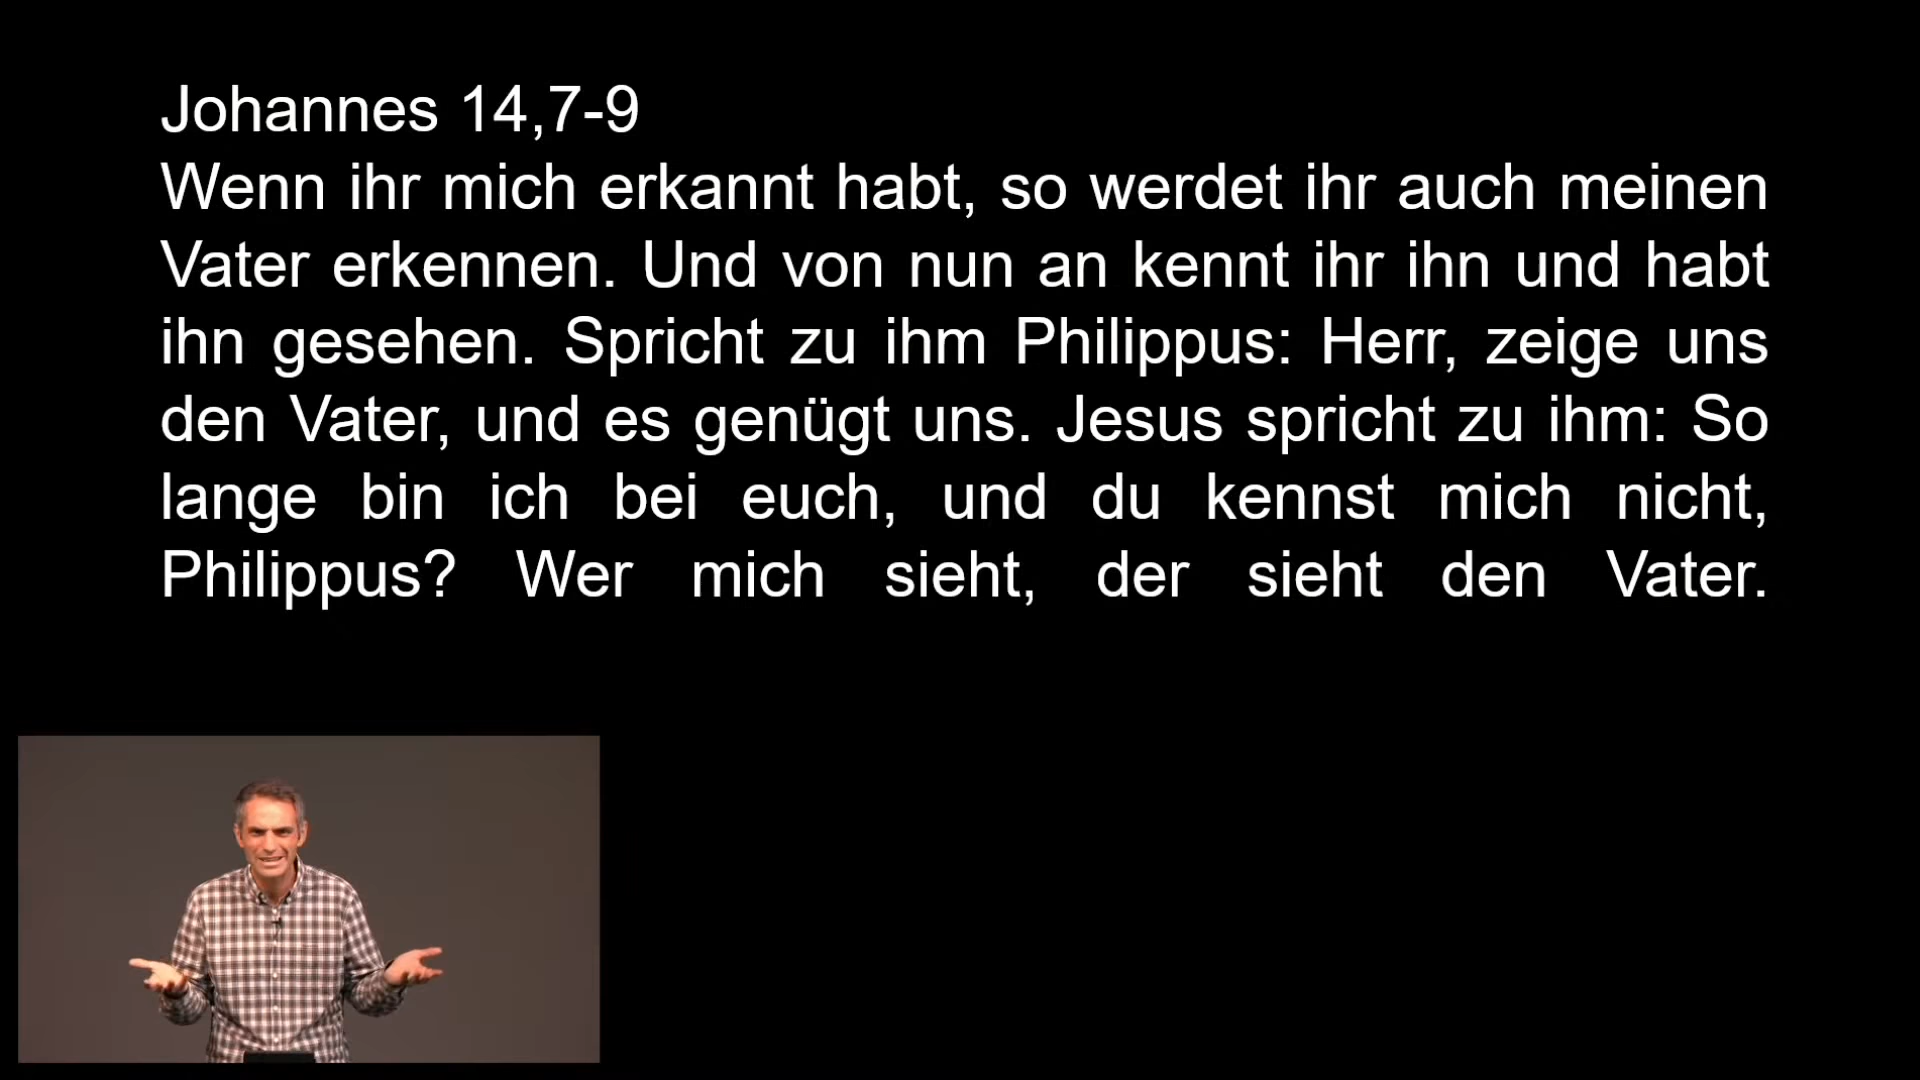 Johannes 14,7-9
Wenn ihr mich erkannt habt, so werdet ihr auch meinen
Vater erkennen. Und von nun an kennt ihr ihn und habt
ihn gesehen. Spricht zu ihm Philippus: Herr, zeige uns
den Vater, und es genügt uns. Jesus spricht zu ihm: So
lange bin ich bei euch, und du kennst mich nicht,
Philippus? Wer mich sieht, der sieht den Vater.